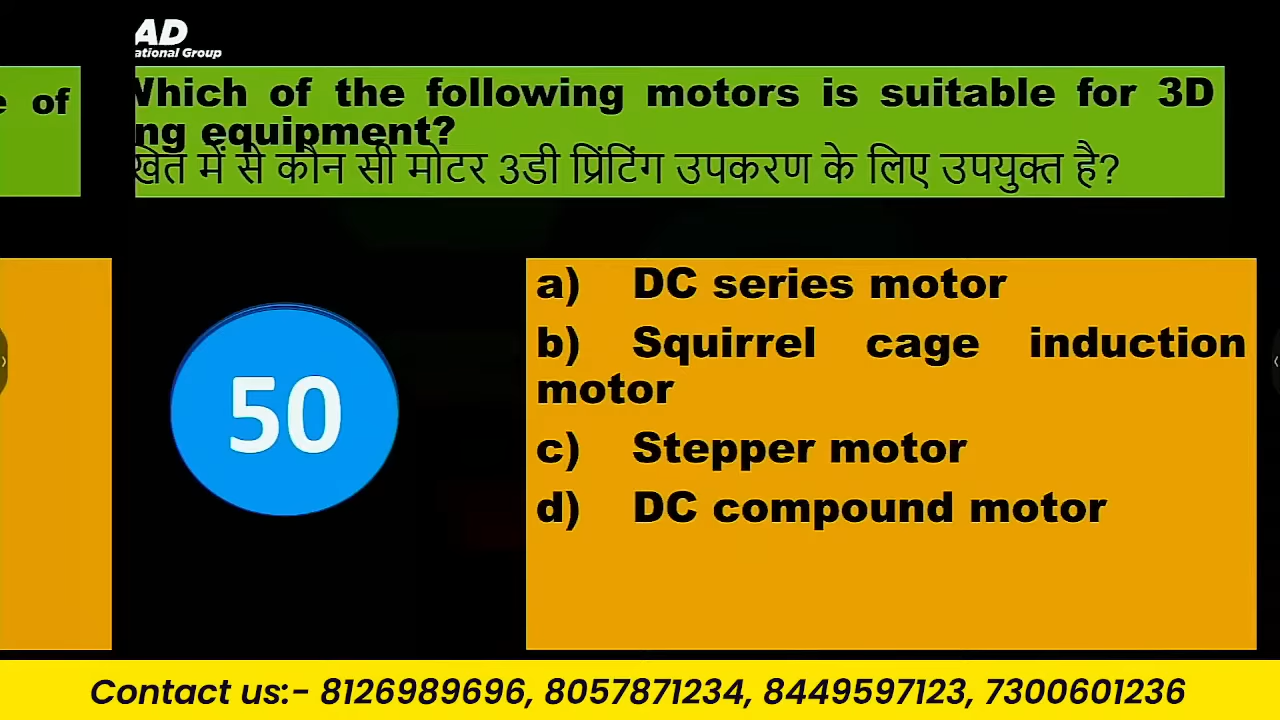 AD
ational Group
e of
Which of the following motors is suitable for 3D
ng equipment?
खित में से कौन सी मोटर 3डी प्रिंटिंग उपकरण के लिए उपयुक्त है?
50
a) DC series motor
b) Squirrel cage induction
motor
c) Stepper motor
d) DC compound motor
Contact us:- 8126989696, 8057871234, 8449597123, 7300601236